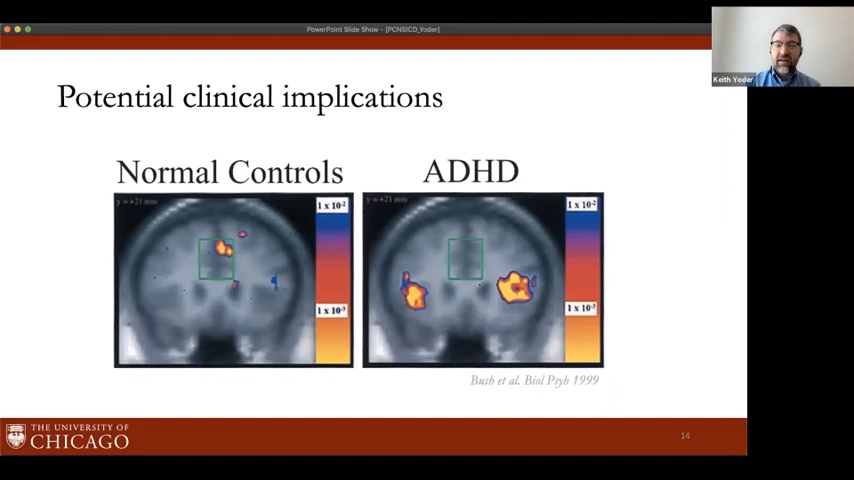 PowerPoint Slide Show - [PCNSICD_Yoder]
Keith Yoder
Potential clinical implications
Normal Controls
ADHD
y = +21 mm
1 x 10⁻²
1 x 10⁻³
y = +21 mm
1 x 10⁻²
1 x 10⁻³
Bush et al. Biol Psyh 1999
THE UNIVERSITY OF
CHICAGO
14